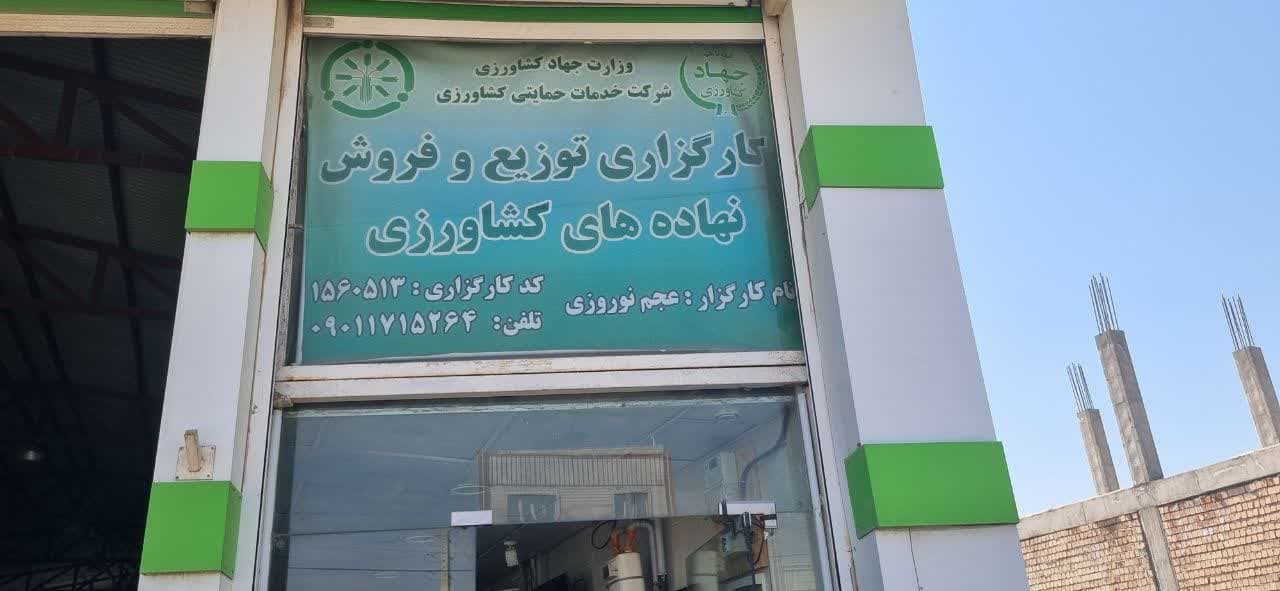 وزارت جهاد کشاورزی
شرکت خدمات حمایتی کشاورزی
جهاد
کشاورزی
کارگزاری توزیع و فروش
نهاده های کشاورزی
نام کارگزار : عجم نوروزی
کد کارگزاری : ۱۵۶۰۵۱۳
تلفن: ۰۹۰۱۱۷۱۵۲۶۴